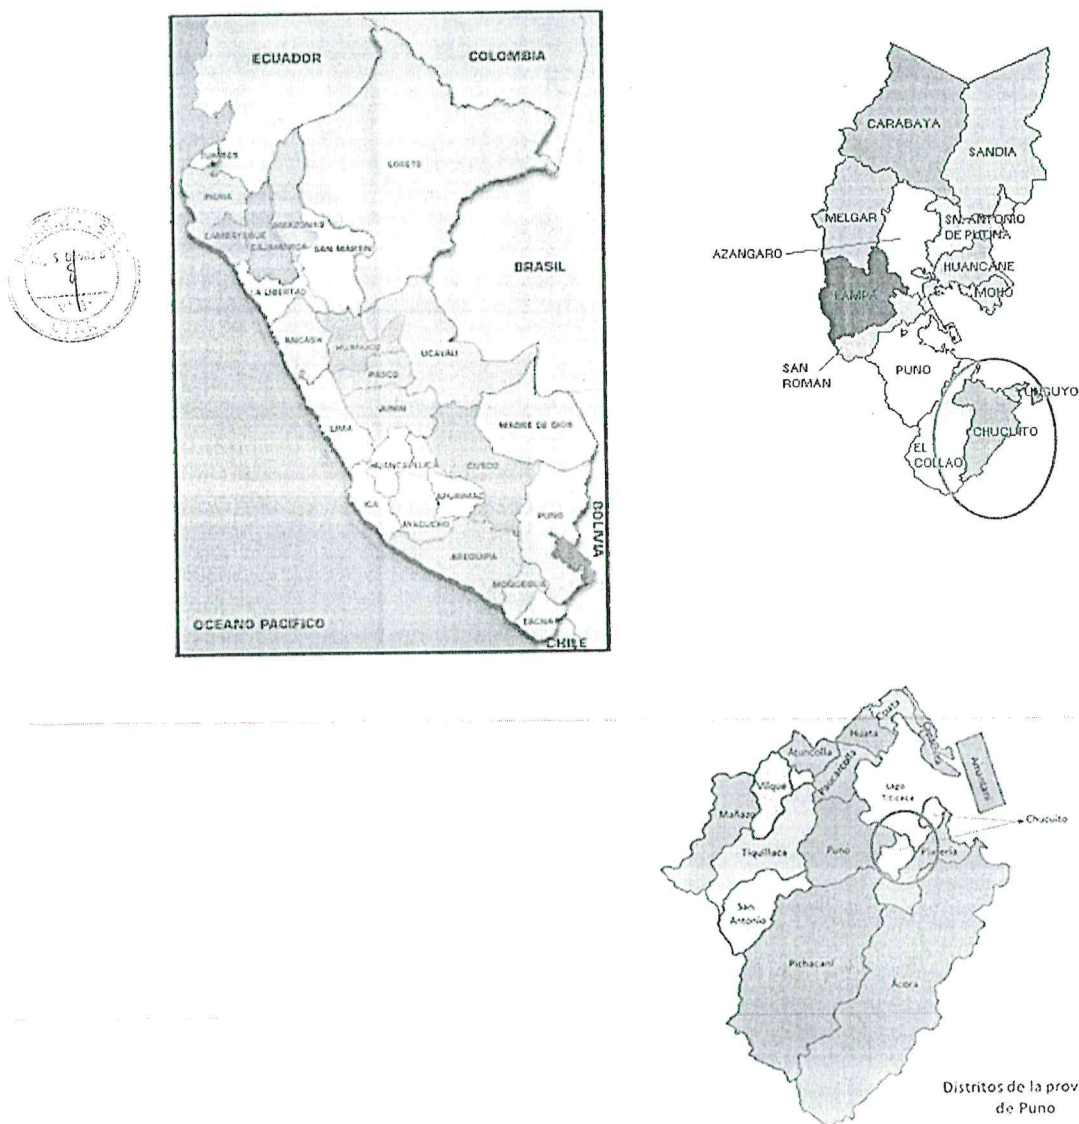 ECUADOR
COLOMBIA
TUMBES
PIURA
LORETO
AMAZONAS
LAMBAYEQUE
CAJAMARCA
SAN MARTIN
BRASIL
LA LIBERTAD
ANCASH
HUANUCO
UCAYALI
PASCO
JUNIN
LIMA
MADRE DE DIOS
HUANCAVELICA
CUSCO
ICA
APURIMAC
AYACUCHO
PUNO
BOLIVIA
AREQUIPA
MOQUEGUA
TACNA
OCEANO PACIFICO
CHILE
CARABAYA
SANDIA
MELGAR
SN. ANTONIO
DE PUTINA
AZANGARO
HUANCANE
LAMPA
MOHO
SAN
ROMAN
PUNO
YUNGUYO
CHUCUITO
EL
COLLAO
Coata
Huata
Capachica
Atuncolla
Paucarcolla
Amantaní
Vilque
Lago
Titicaca
Mañazo
Chucuito
Tiquillaca
Puno
Platería
San
Antonio
Pichacani
Ácora
Distritos de la prov
de Puno